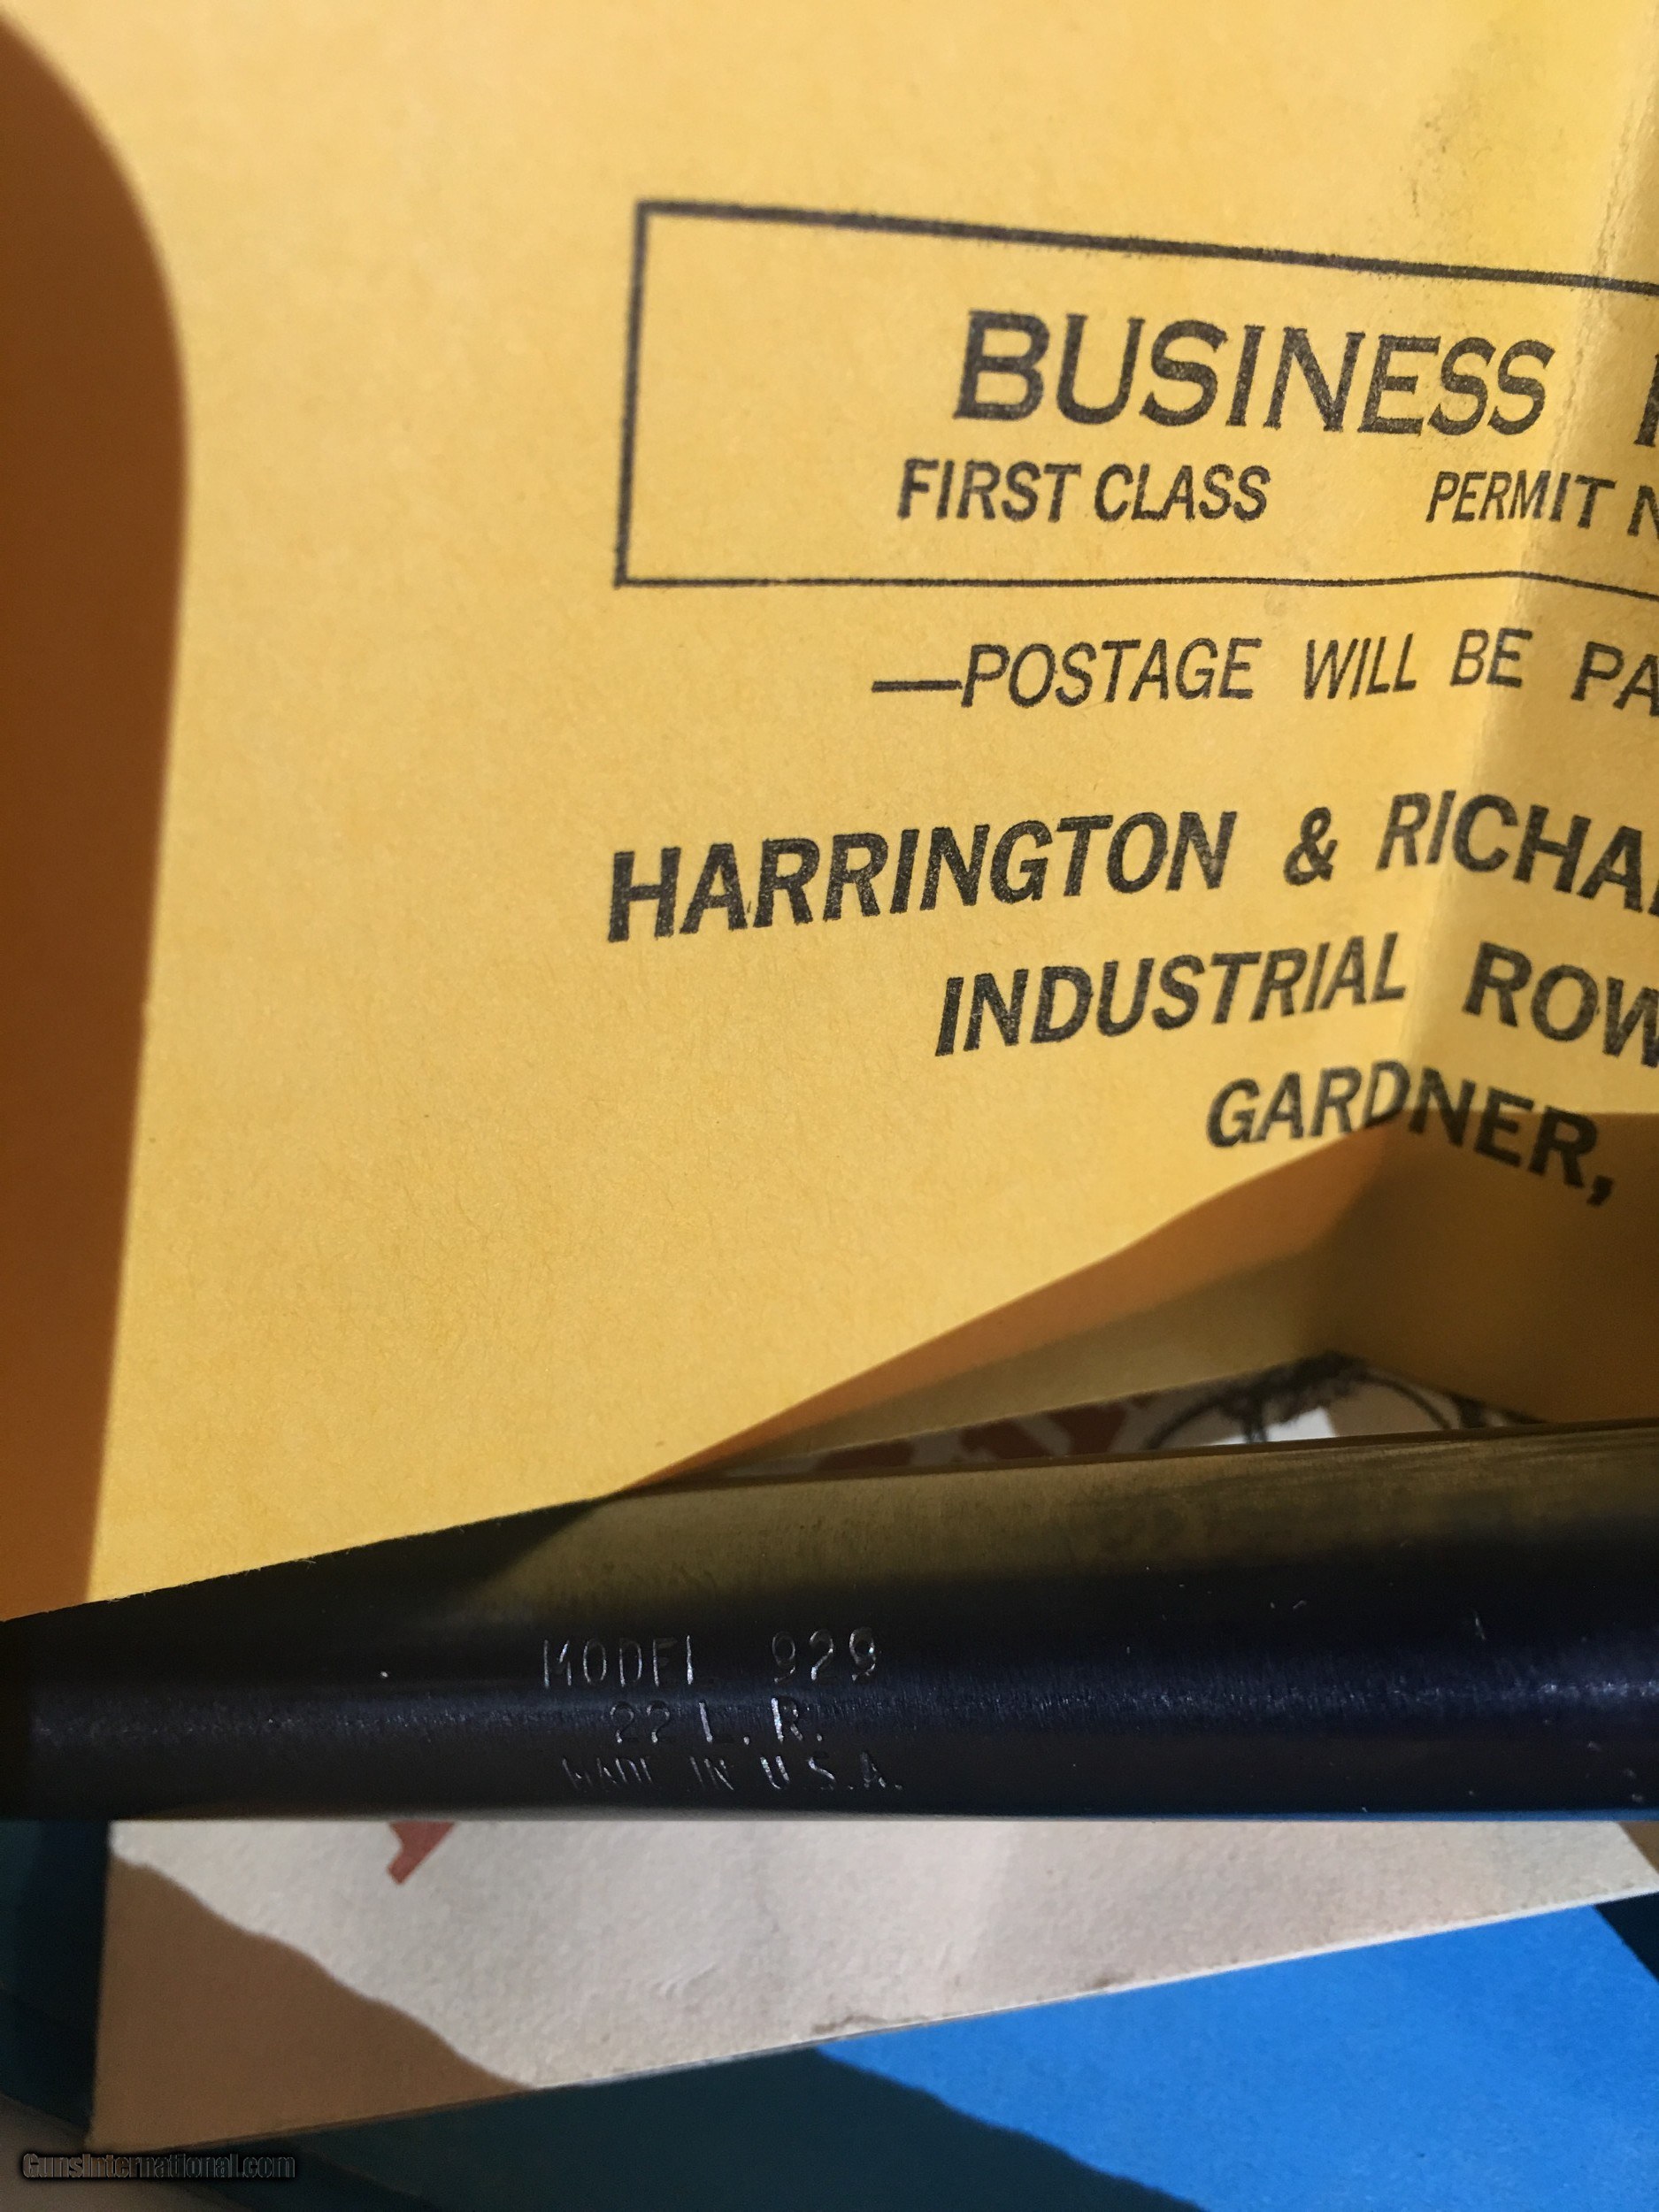 BUSINESS
FIRST CLASS PERMIT N
—POSTAGE WILL BE PA
HARRINGTON & RICHA
INDUSTRIAL ROW
GARDNER,
MODEL 929
22 L. R.
MADE IN U.S.A.
GunsInternational.com